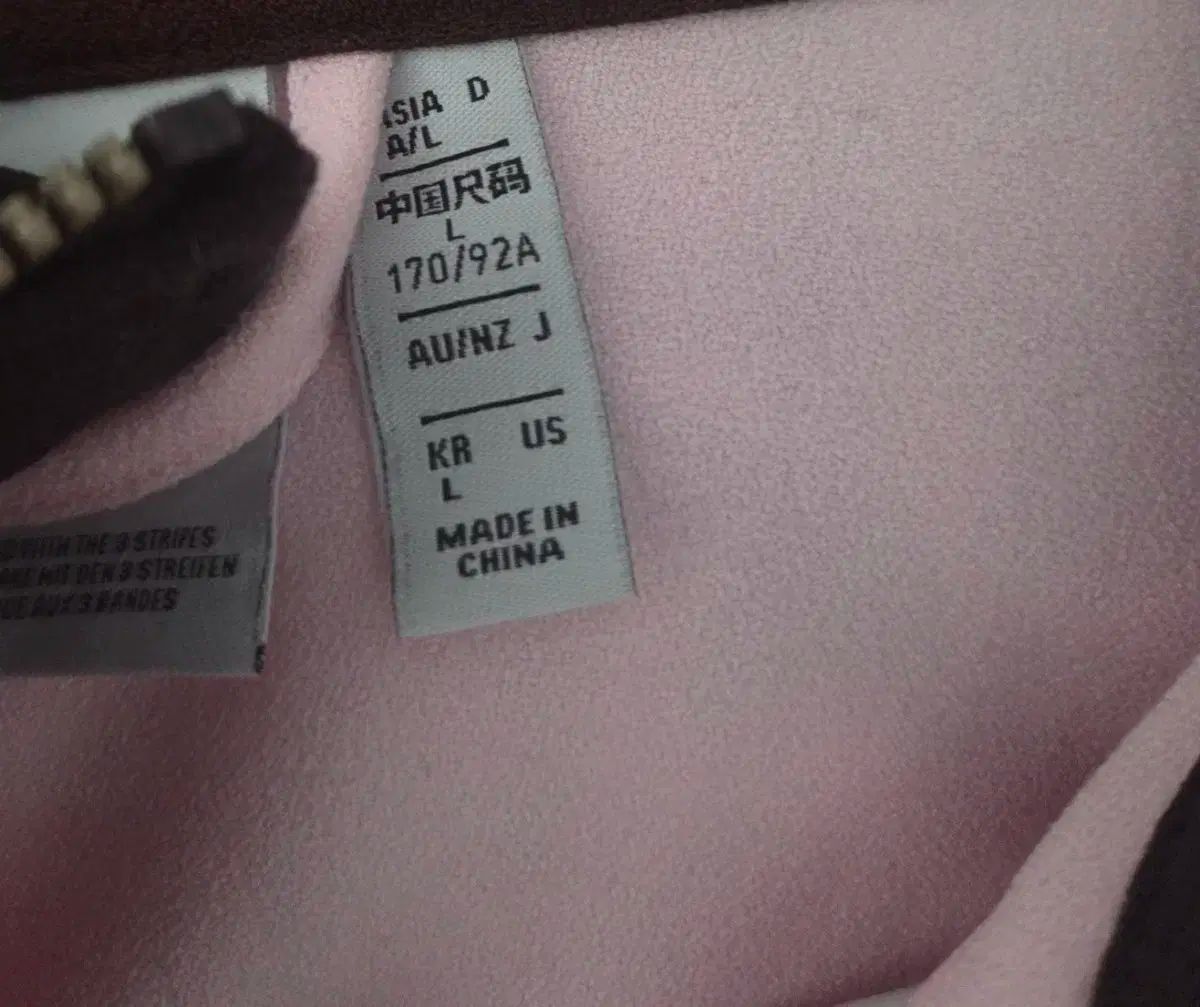 ASIA D
A/L
中国尺码
L
170/92A
AU/NZ J
KR US
L
MADE IN
CHINA
WITH THE 3 STRIPES
MIT DEN 3 STREIFEN
AUX 3 BANDES